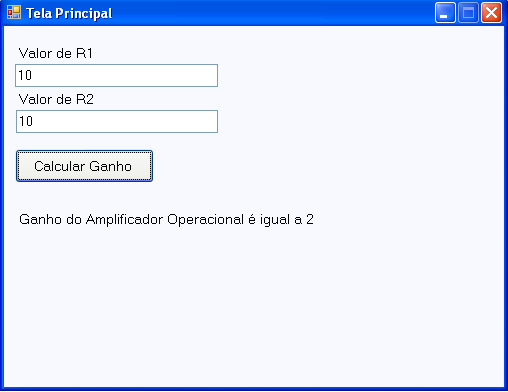 Tela Principal
Valor de R1
10
Valor de R2
10
Calcular Ganho
Ganho do Amplificador Operacional é igual a 2